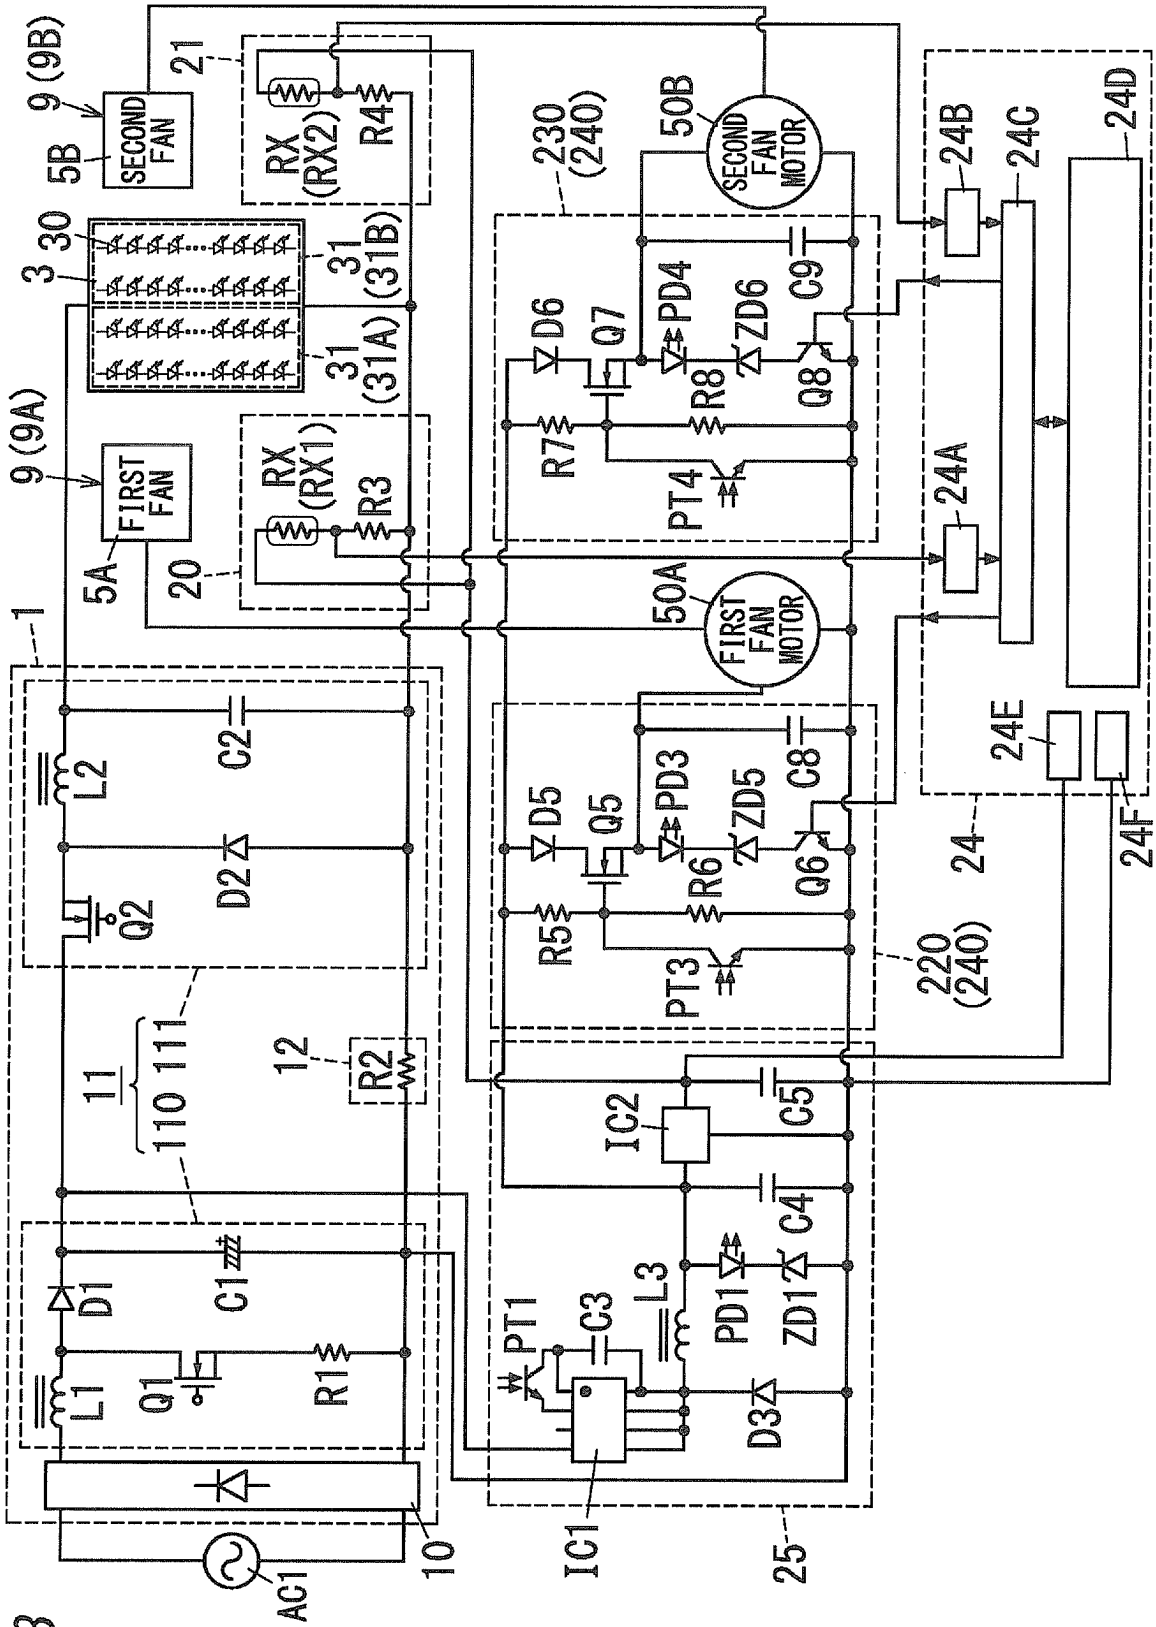 AC1
10
1
11
110 111
L1
D1
Q1
R1
C1
12
R2
Q2
D2
L2
C2
9 (9A)
5A
FIRST
FAN
20
RX
(RX1)
R3
3
30
31
(31A)
31
(31B)
9 (9B)
5B
SECOND
FAN
21
RX
(RX2)
R4
IC1
PT1
C3
L3
D3
PD1
ZD1
C4
IC2
C5
25
R5
D5
Q5
PT3
R6
PD3
ZD5
C8
Q6
220
(240)
50A
FIRST
FAN
MOTOR
R7
D6
Q7
PT4
R8
PD4
ZD6
C9
Q8
230
(240)
50B
SECOND
FAN
MOTOR
24
24A
24B
24C
24D
24E
24F